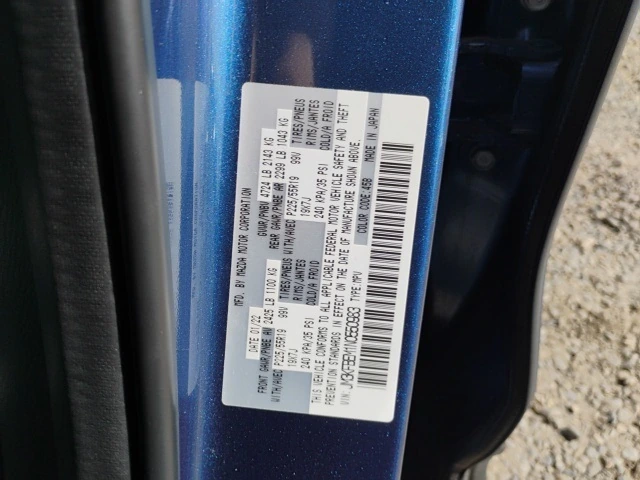 MFD. BY MAZDA MOTOR CORPORATION
DATE 01/22 GVWR/PNBV 4724 LB 2143 KG
FRONT GAWR/PNBE AV 2425 LB 1100 KG REAR GAWR/PNBE AR 2299 LB 1043 KG
WITH/AVEC P225/55R19 99V TIRES/PNEUS WITH/AVEC P225/55R19 99V TIRES/PNEUS
19X7J RIMS/JANTES 19X7J RIMS/JANTES
240 KPA/35 PSI COLD/A FROID 240 KPA/35 PSI COLD/A FROID
THIS VEHICLE CONFORMS TO ALL APPLICABLE FEDERAL MOTOR VEHICLE SAFETY AND THEFT
PREVENTION STANDARDS IN EFFECT ON THE DATE OF MANUFACTURE SHOWN ABOVE.
VIN: JM3KFBBM1N0560983 TYPE:MPV COLOR CODE:45B MADE IN JAPAN